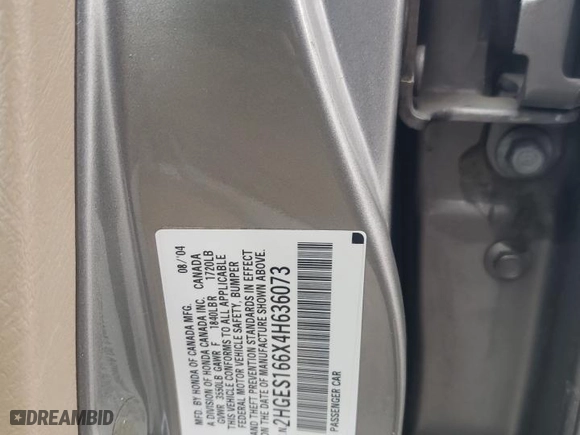 MFD. BY HONDA OF CANADA MFG. 08/'04
A DIVISION OF HONDA CANADA INC. CANADA
GVWR 3550LB GAWR F 1840LB R 1720LB
THIS VEHICLE CONFORMS TO ALL APPLICABLE
FEDERAL MOTOR VEHICLE SAFETY, BUMPER
AND THEFT PREVENTION STANDARDS IN EFFECT
ON THE DATE OF MANUFACTURE SHOWN ABOVE.
2HGES166X4H636073
PASSENGER CAR
DREAMBID